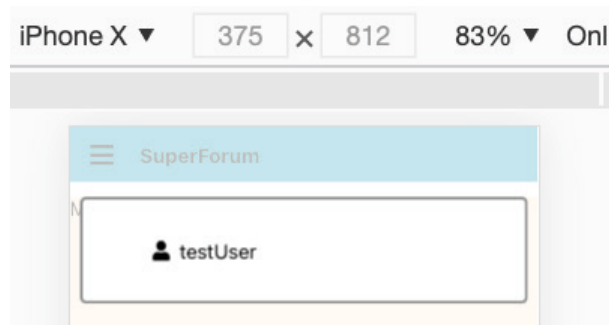 iPhone X ▼ 375 × 812 83% ▼ Onl
SuperForum
M
testUser